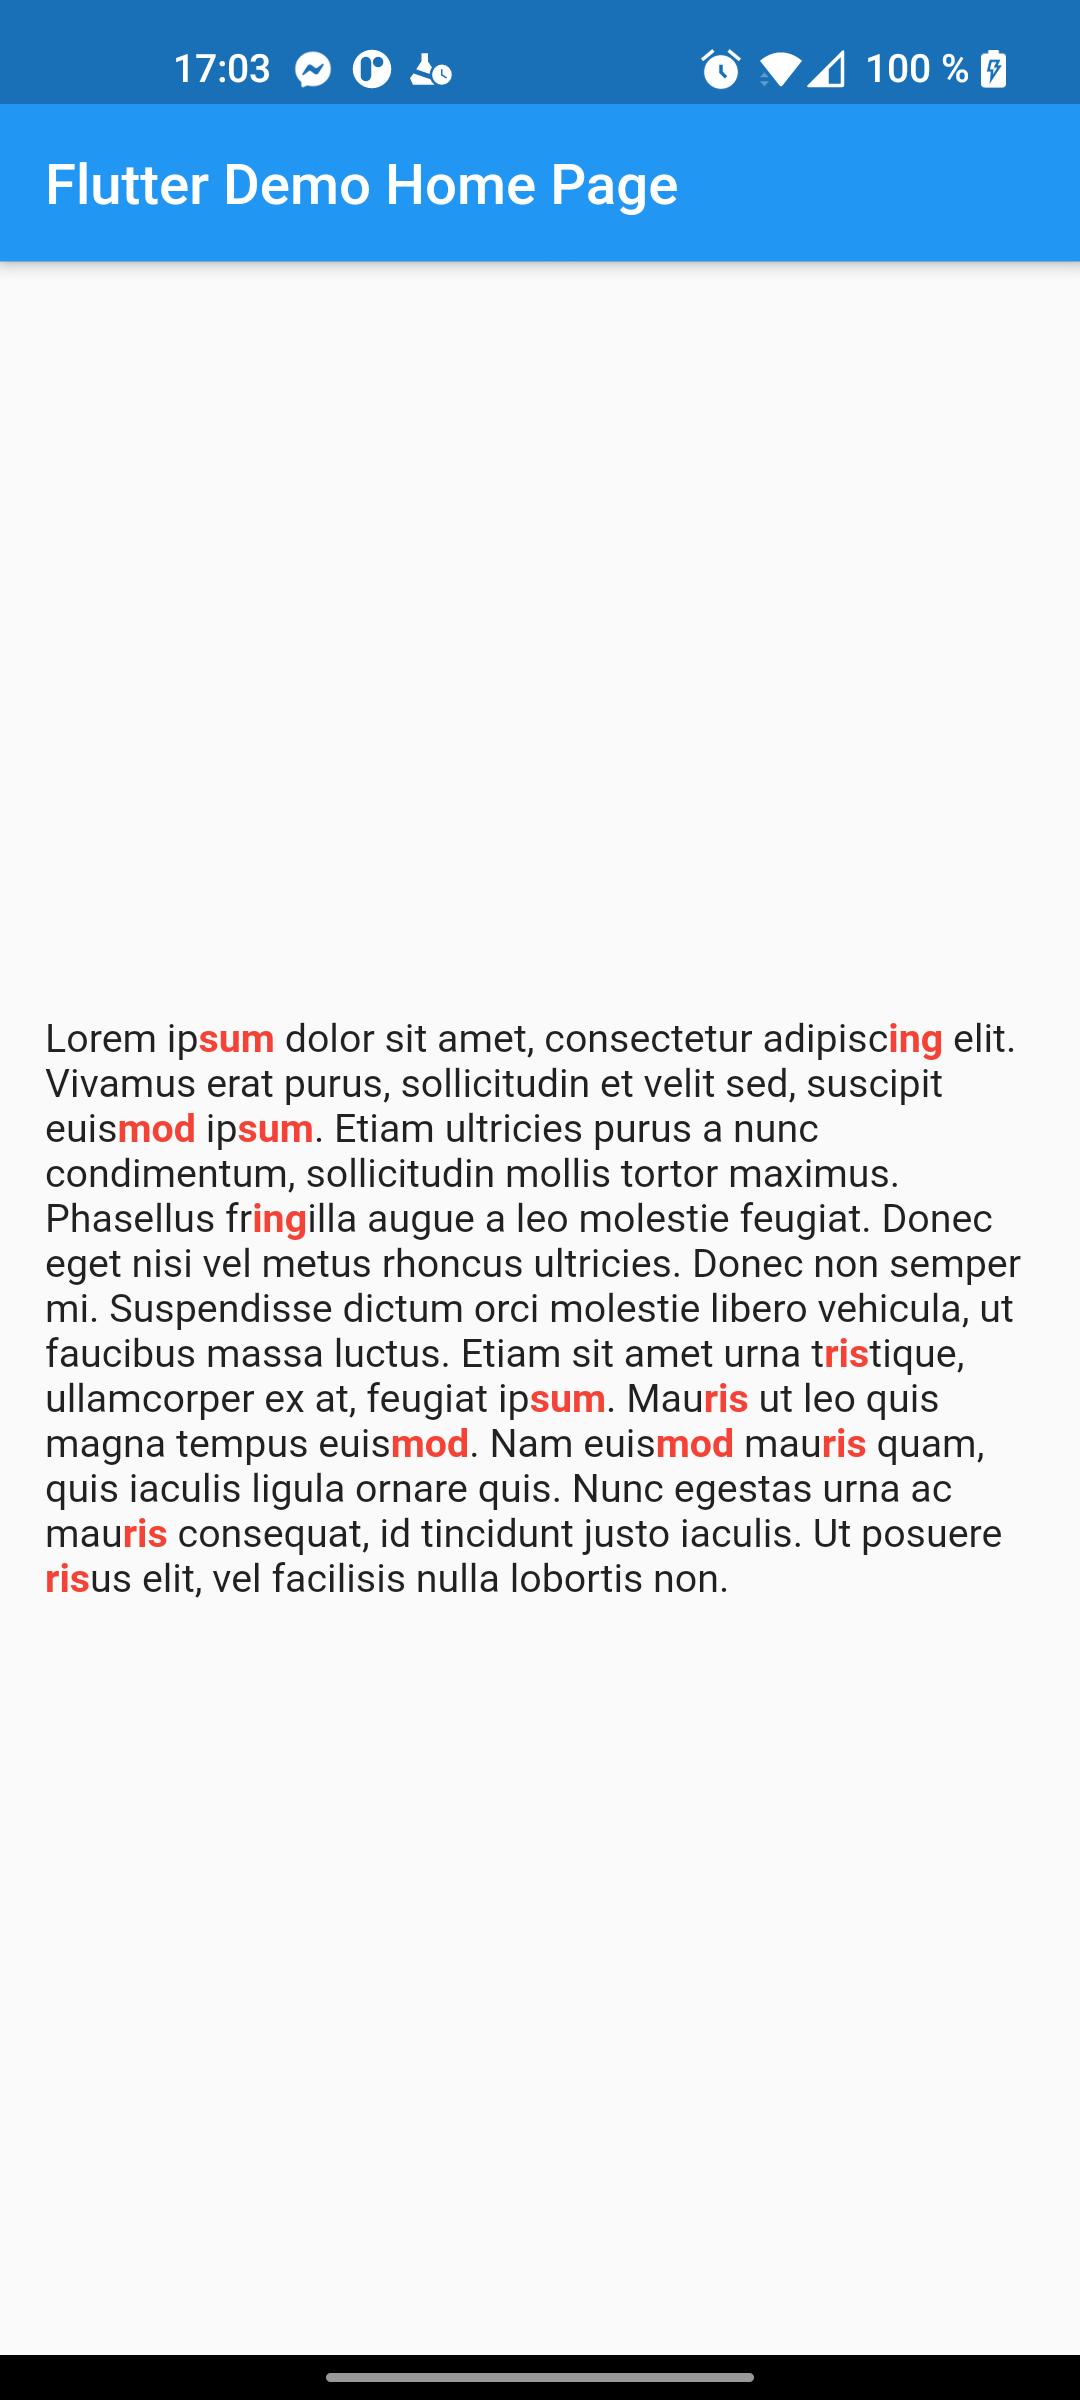 17:03 100 %
Flutter Demo Home Page
Lorem ipsum dolor sit amet, consectetur adipiscing elit.
Vivamus erat purus, sollicitudin et velit sed, suscipit
euismod ipsum. Etiam ultricies purus a nunc
condimentum, sollicitudin mollis tortor maximus.
Phasellus fringilla augue a leo molestie feugiat. Donec
eget nisi vel metus rhoncus ultricies. Donec non semper
mi. Suspendisse dictum orci molestie libero vehicula, ut
faucibus massa luctus. Etiam sit amet urna tristique,
ullamcorper ex at, feugiat ipsum. Mauris ut leo quis
magna tempus euismod. Nam euismod mauris quam,
quis iaculis ligula ornare quis. Nunc egestas urna ac
mauris consequat, id tincidunt justo iaculis. Ut posuere
risus elit, vel facilisis nulla lobortis non.